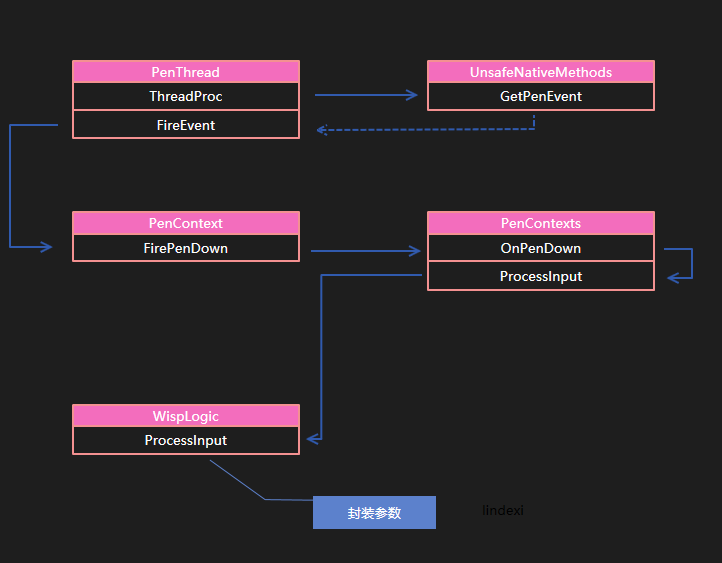 PenThread
ThreadProc
FireEvent
UnsafeNativeMethods
GetPenEvent
PenContext
FirePenDown
PenContexts
OnPenDown
ProcessInput
WispLogic
ProcessInput
封装参数
lindexi